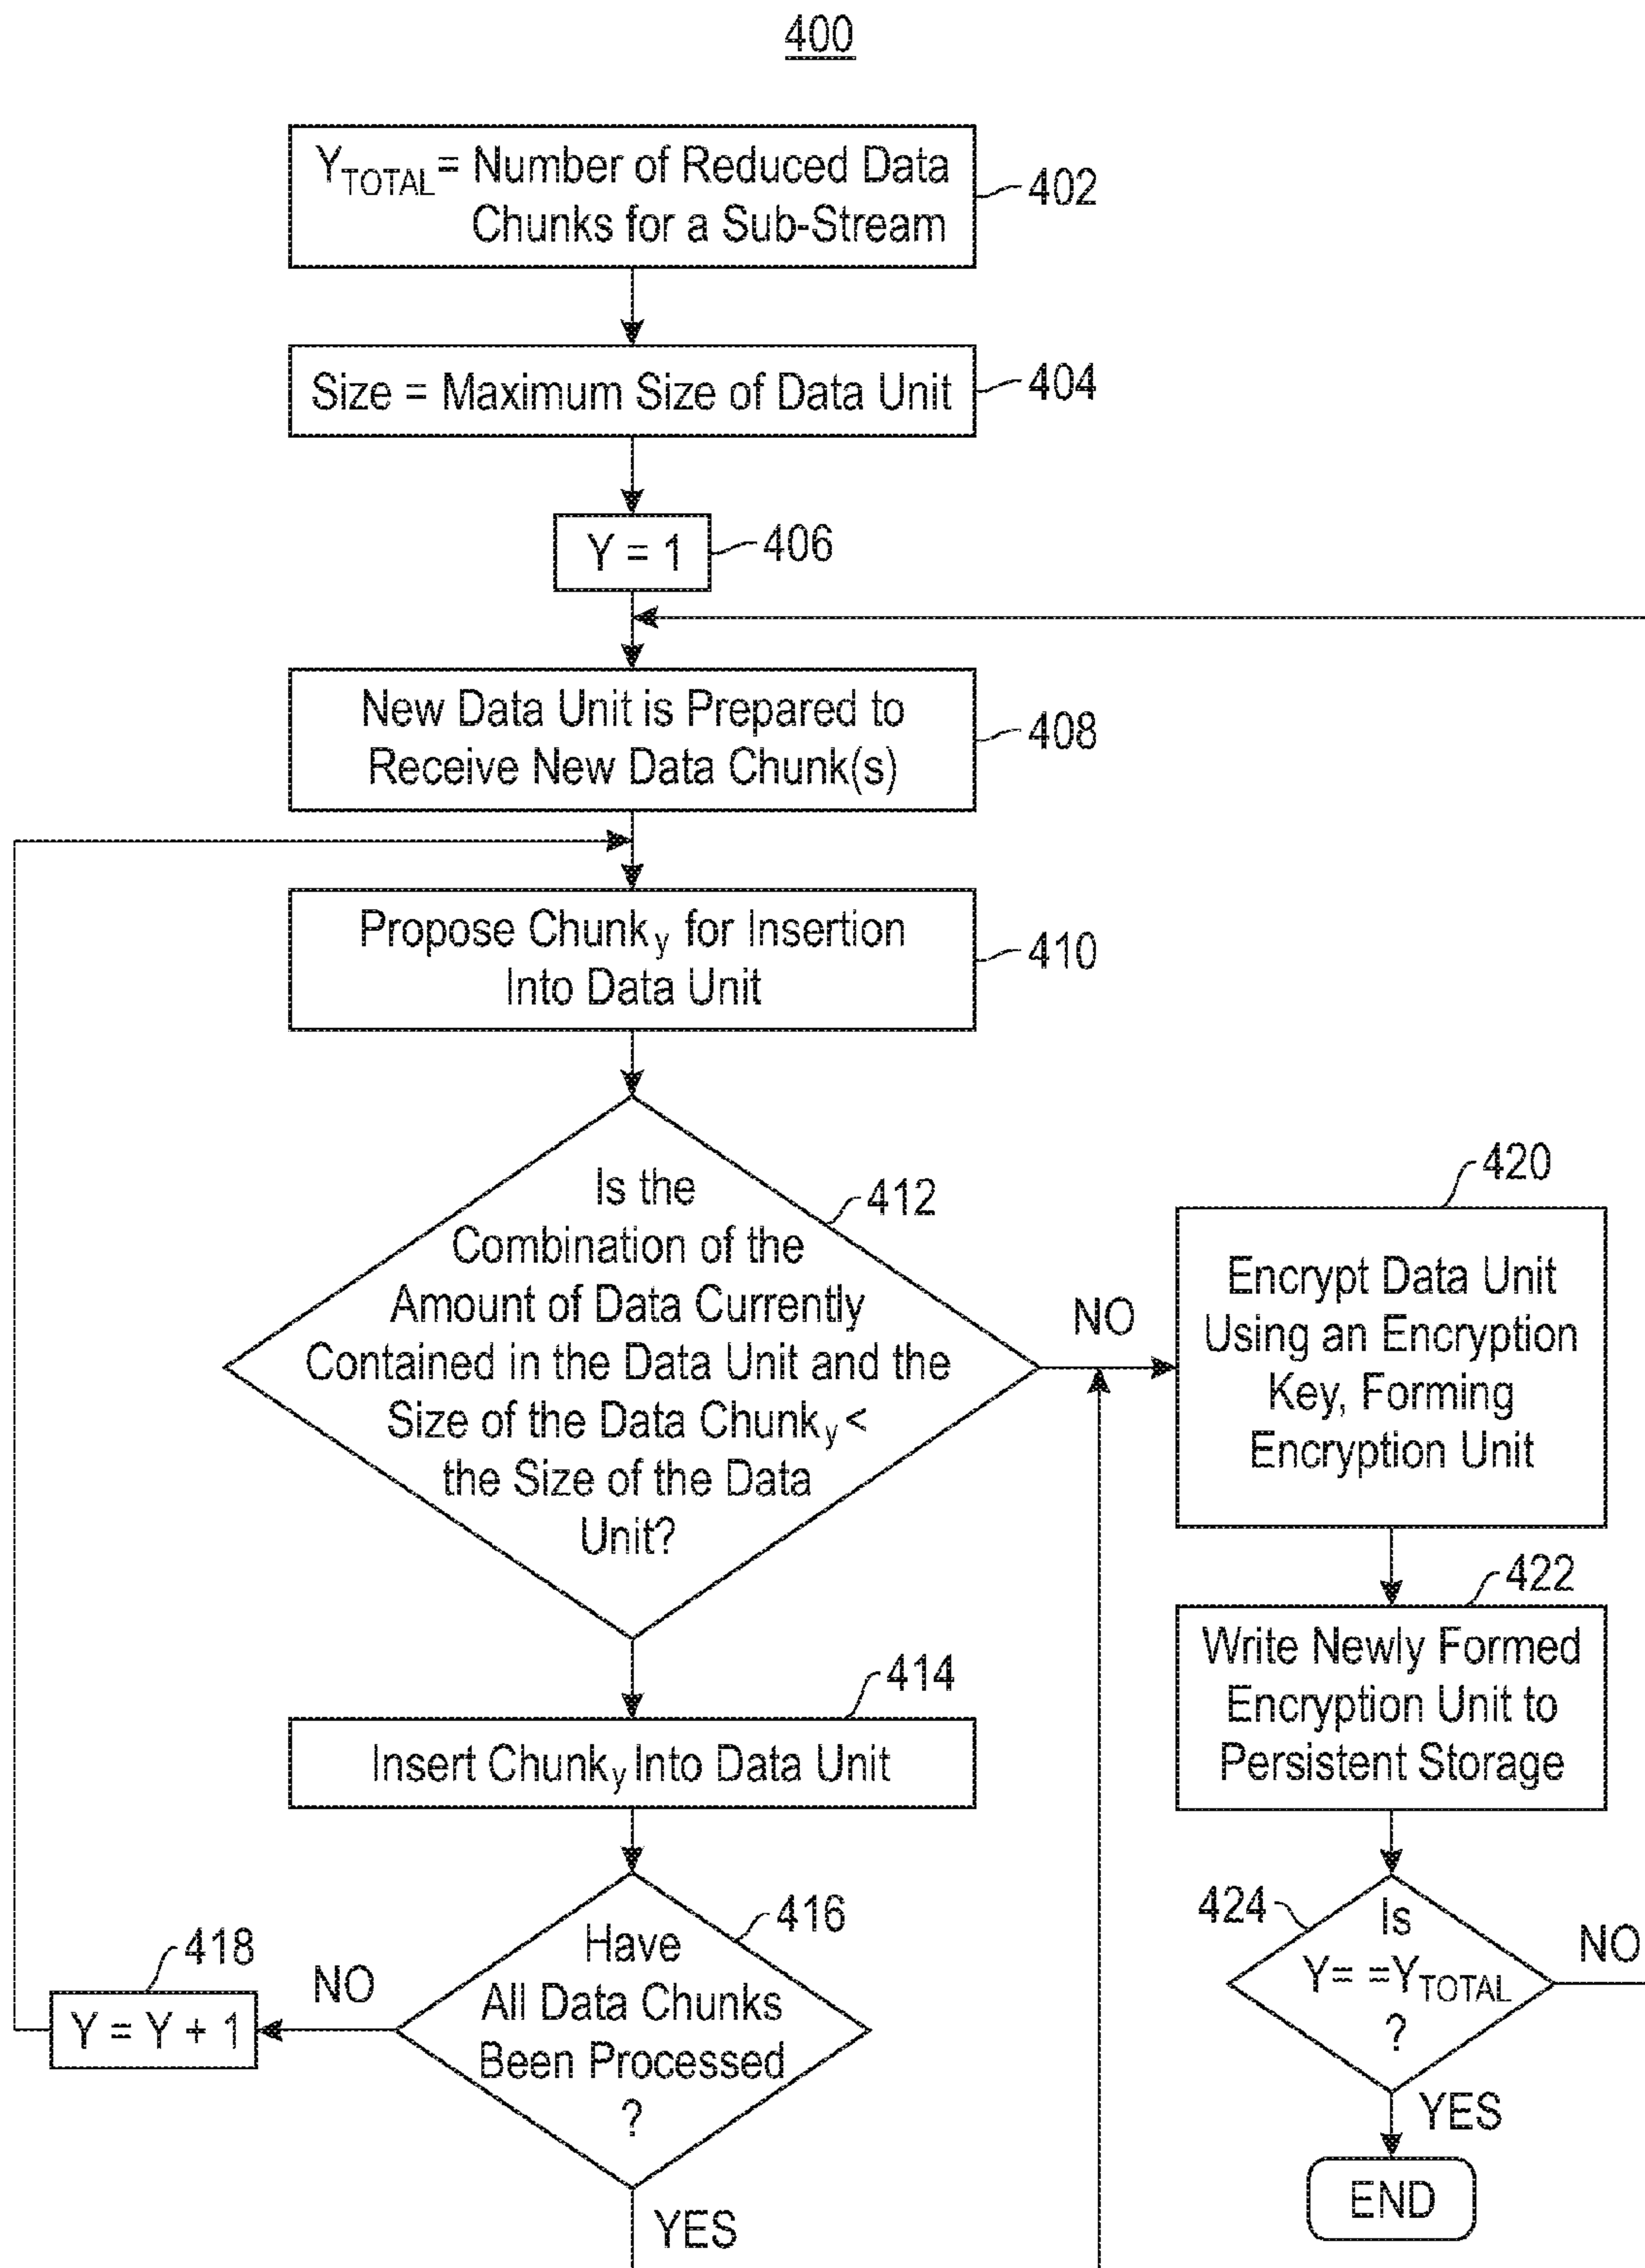 400
Y_TOTAL = Number of Reduced Data
Chunks for a Sub-Stream
402
Size = Maximum Size of Data Unit
404
Y = 1
406
New Data Unit is Prepared to
Receive New Data Chunk(s)
408
Propose Chunk_y for Insertion
Into Data Unit
410
Is the
Combination of the
Amount of Data Currently
Contained in the Data Unit and the
Size of the Data Chunk_y <
the Size of the Data
Unit?
412
NO
414
Insert Chunk_y Into Data Unit
416
Have
All Data Chunks
Been Processed
?
NO
418
Y = Y + 1
YES
420
Encrypt Data Unit
Using an Encryption
Key, Forming
Encryption Unit
422
Write Newly Formed
Encryption Unit to
Persistent Storage
424
Is
Y= =Y_TOTAL
?
NO
YES
END